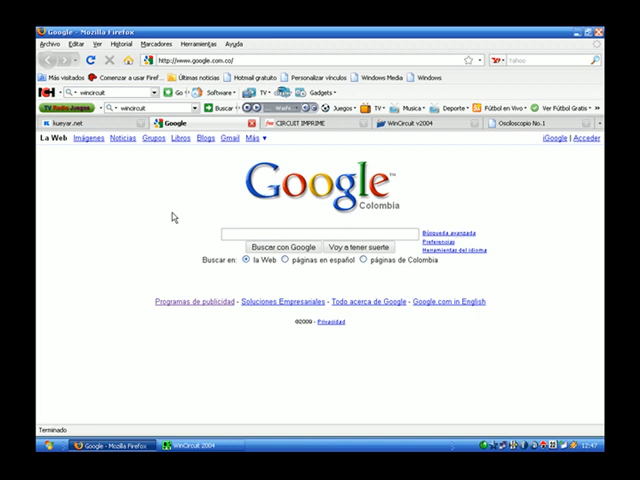 Google - Mozilla Firefox
Archivo Editar Ver Historial Marcadores Herramientas Ayuda
http://www.google.com.co/ Yahoo
Más visitados Comenzar a usar Firef... Últimas noticias Hotmail gratuito Personalizar vínculos Windows Media Windows
wincircuit Go Software TV Gadgets
TV Radio Juegos wincircuit Buscar Juegos TV Musica Deporte Fútbol en Vivo Ver Fútbol Gratis
kueyar.net Google CIRCUIT IMPRIME WinCircuit v2004 Osciloscopio No.1
La Web Imágenes Noticias Grupos Libros Blogs Gmail Más iGoogle | Acceder
Google™
Colombia
Búsqueda avanzada
Preferencias
Herramientas del idioma
Buscar con Google Voy a tener suerte
Buscar en: la Web páginas en español páginas de Colombia
Programas de publicidad - Soluciones Empresariales - Todo acerca de Google - Google.com in English
©2009 - Privacidad
Terminado
Google - Mozilla Firefox WinCircuit 2004 12:47